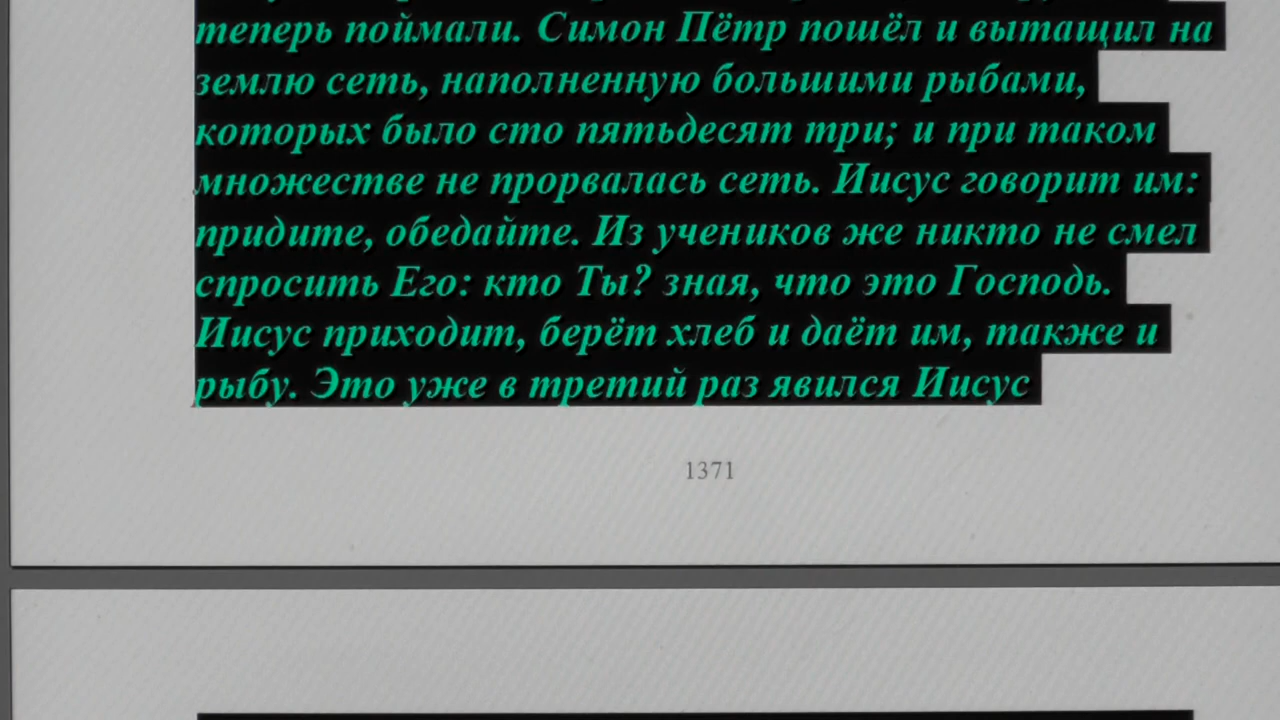 теперь поймали. Симон Пётр пошёл и вытащил на
землю сеть, наполненную большими рыбами,
которых было сто пятьдесят три; и при таком
множестве не прорвалась сеть. Иисус говорит им:
придите, обедайте. Из учеников же никто не смел
спросить Его: кто Ты? зная, что это Господь.
Иисус приходит, берёт хлеб и даёт им, также и
рыбу. Это уже в третий раз явился Иисус
1371